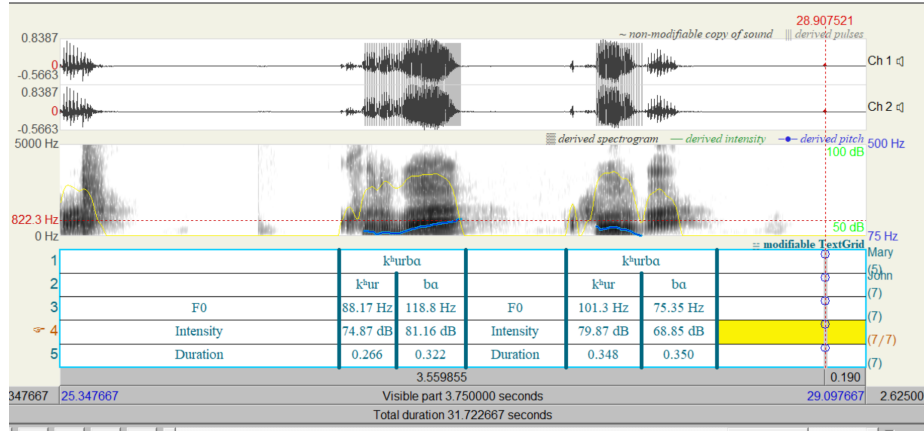 28.907521
~ non-modifiable copy of sound ||| derived pulses
0.8387
0
-0.5663
Ch 1
0.8387
0
-0.5663
Ch 2
derived spectrogram — derived intensity derived pitch
5000 Hz 100 dB 500 Hz
822.3 Hz
0 Hz 50 dB 75 Hz
modifiable TextGrid
1 kʰurbɑ kʰurbɑ Mary (5)
2 kʰur bɑ kʰur bɑ John (7)
3 F0 88.17 Hz 118.8 Hz F0 101.3 Hz 75.35 Hz (7)
4 Intensity 74.87 dB 81.16 dB Intensity 79.87 dB 68.85 dB (7/7)
5 Duration 0.266 0.322 Duration 0.348 0.350 (7)
3.559855 0.190
347667 25.347667 Visible part 3.750000 seconds 29.097667 2.62500
Total duration 31.722667 seconds